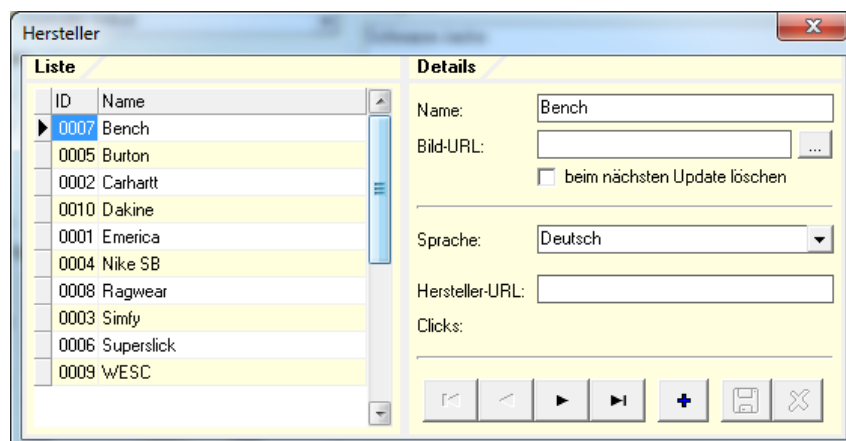 Hersteller
Liste
ID Name
0007 Bench
0005 Burton
0002 Carhartt
0010 Dakine
0001 Emerica
0004 Nike SB
0008 Ragwear
0003 Simfy
0006 Superslick
0009 WESC
Details
Name: Bench
Bild-URL: ...
beim nächsten Update löschen
Sprache: Deutsch
Hersteller-URL:
Clicks: